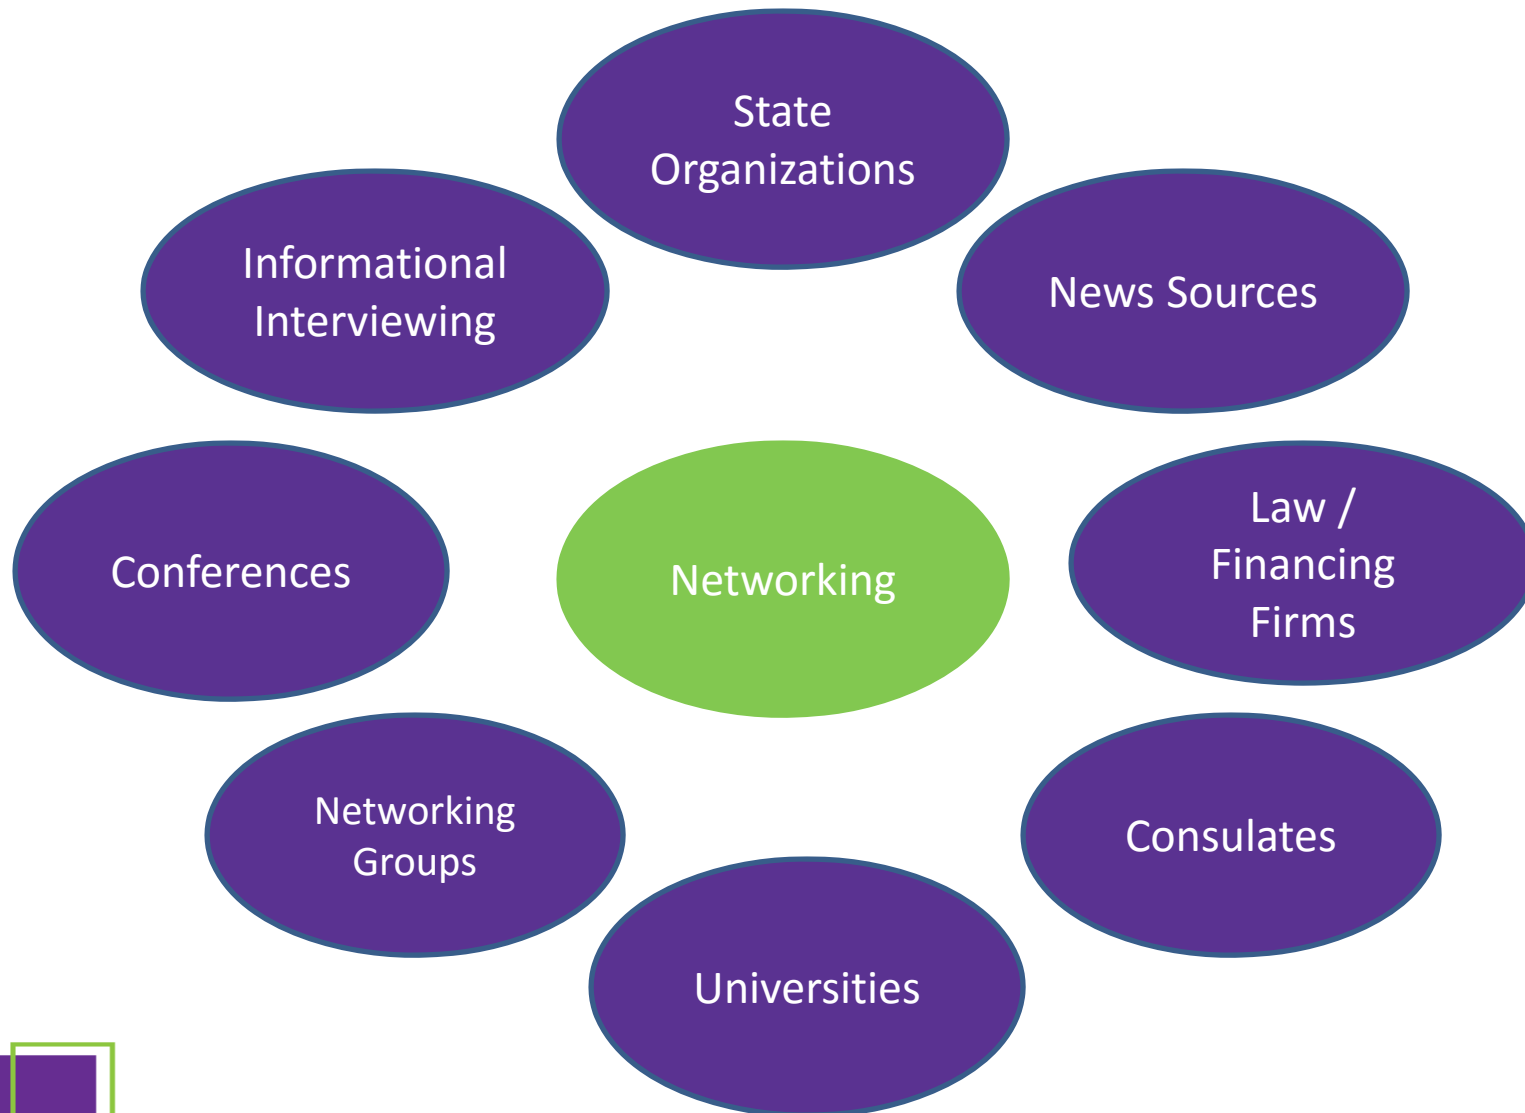 State
Organizations
Informational
Interviewing
News Sources
Conferences
Networking
Law /
Financing
Firms
Networking
Groups
Consulates
Universities